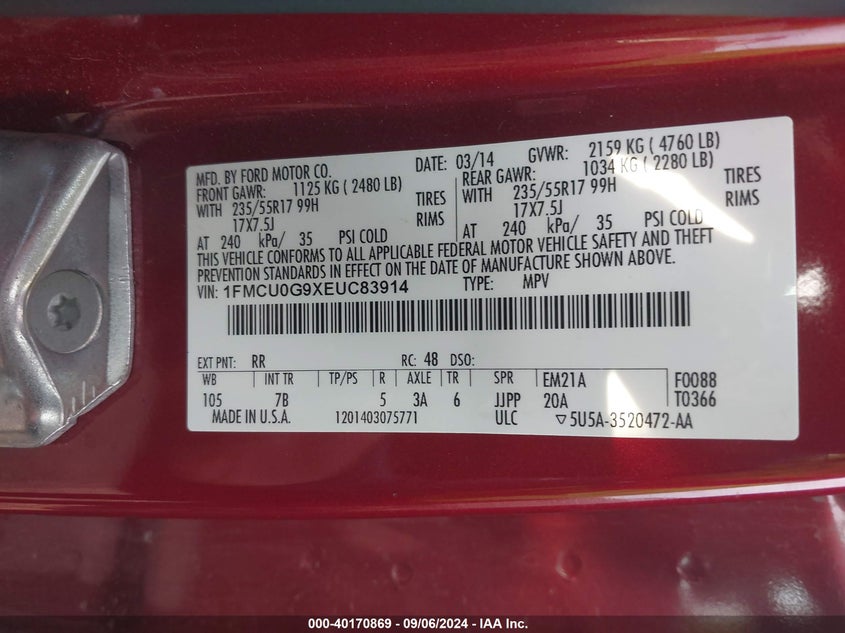 MFD. BY FORD MOTOR CO. DATE: 03/14 GVWR: 2159 KG ( 4760 LB)
FRONT GAWR: 1125 KG ( 2480 LB) REAR GAWR: 1034 KG ( 2280 LB)
WITH 235/55R17 99H TIRES WITH 235/55R17 99H TIRES
17X7.5J RIMS 17X7.5J RIMS
AT 240 kPa/ 35 PSI COLD AT 240 kPa/ 35 PSI COLD
THIS VEHICLE CONFORMS TO ALL APPLICABLE FEDERAL MOTOR VEHICLE SAFETY AND THEFT
PREVENTION STANDARDS IN EFFECT ON THE DATE OF MANUFACTURE SHOWN ABOVE.
VIN: 1FMCU0G9XEUC83914 TYPE: MPV
EXT PNT: RR RC: 48 DSO:
WB INT TR TP/PS R AXLE TR SPR EM21A F0088
105 7B 5 3A 6 JJPP 20A T0366
MADE IN U.S.A. 1201403075771 ULC ▽5U5A-3520472-AA
000-40170869 - 09/06/2024 - IAA Inc.